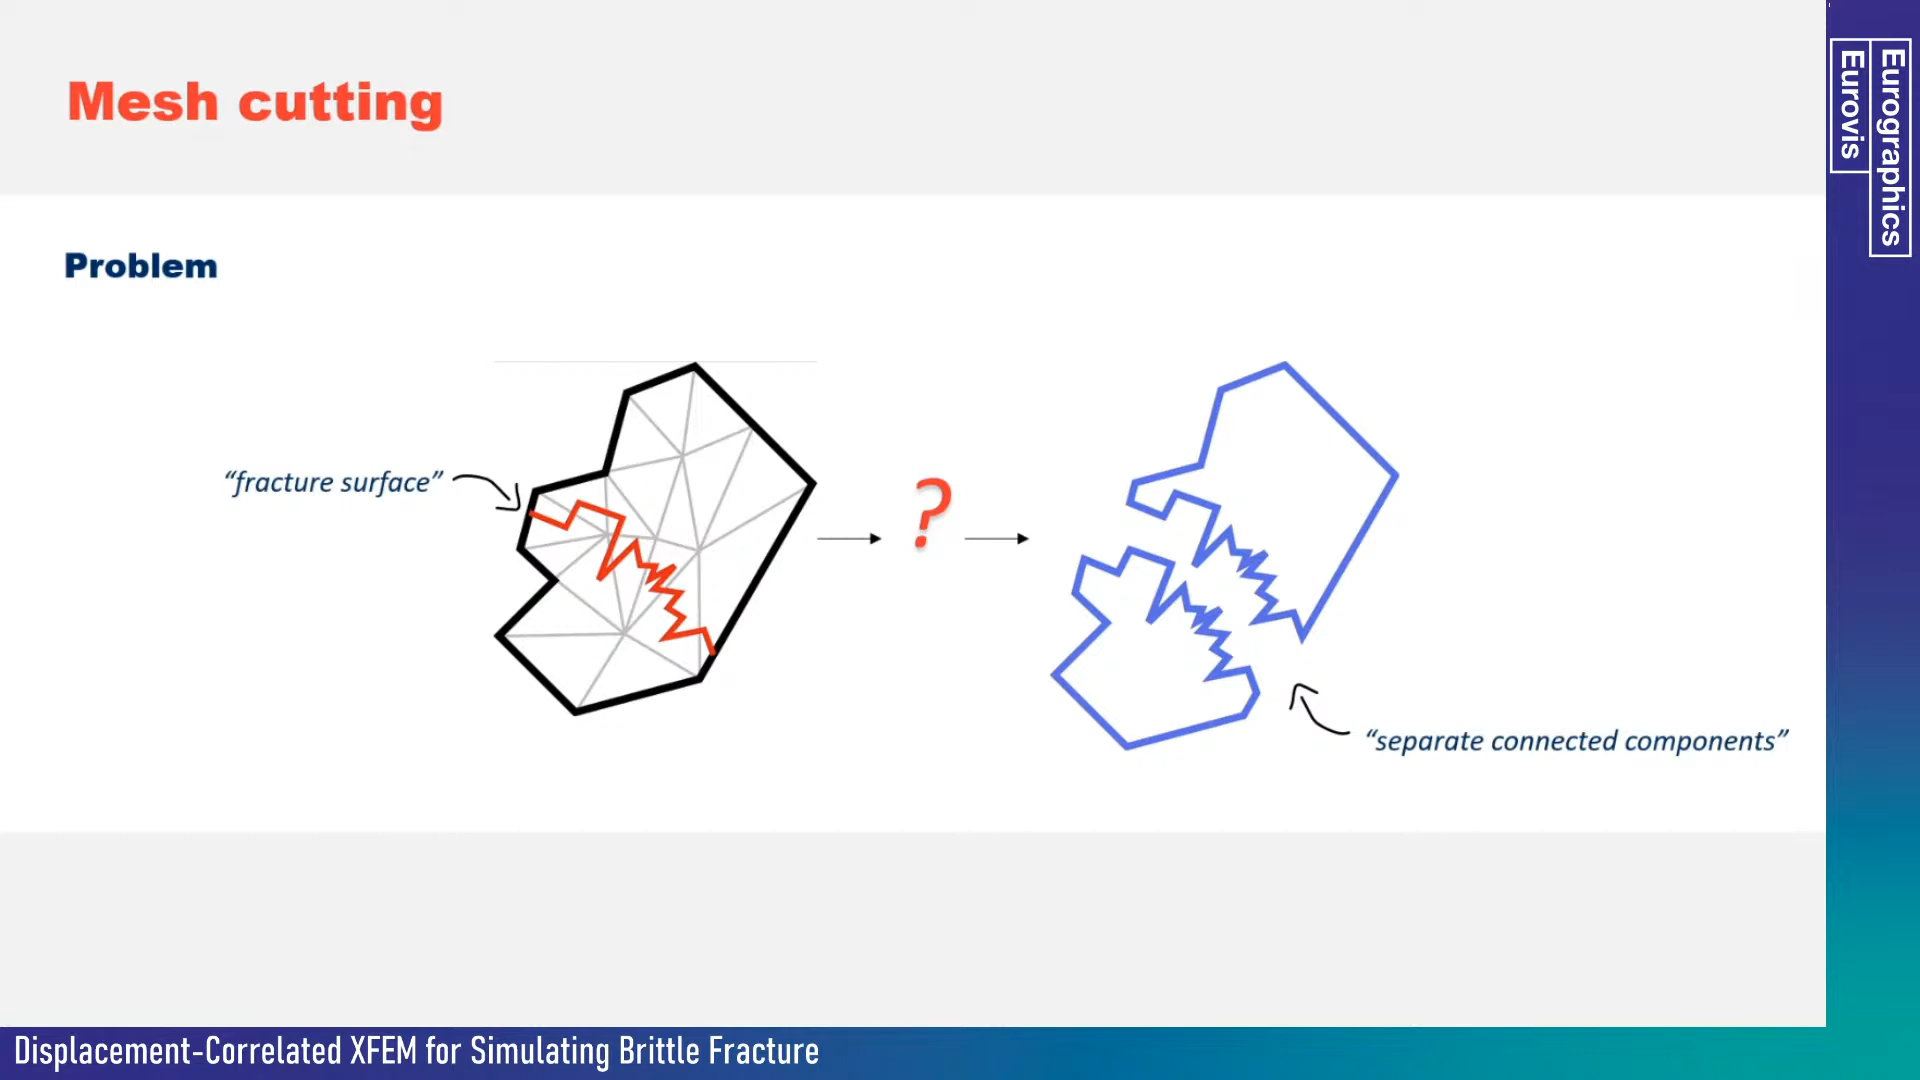 Mesh cutting
Eurovis
Eurographics
Problem
“fracture surface”
?
“separate connected components”
Displacement-Correlated XFEM for Simulating Brittle Fracture